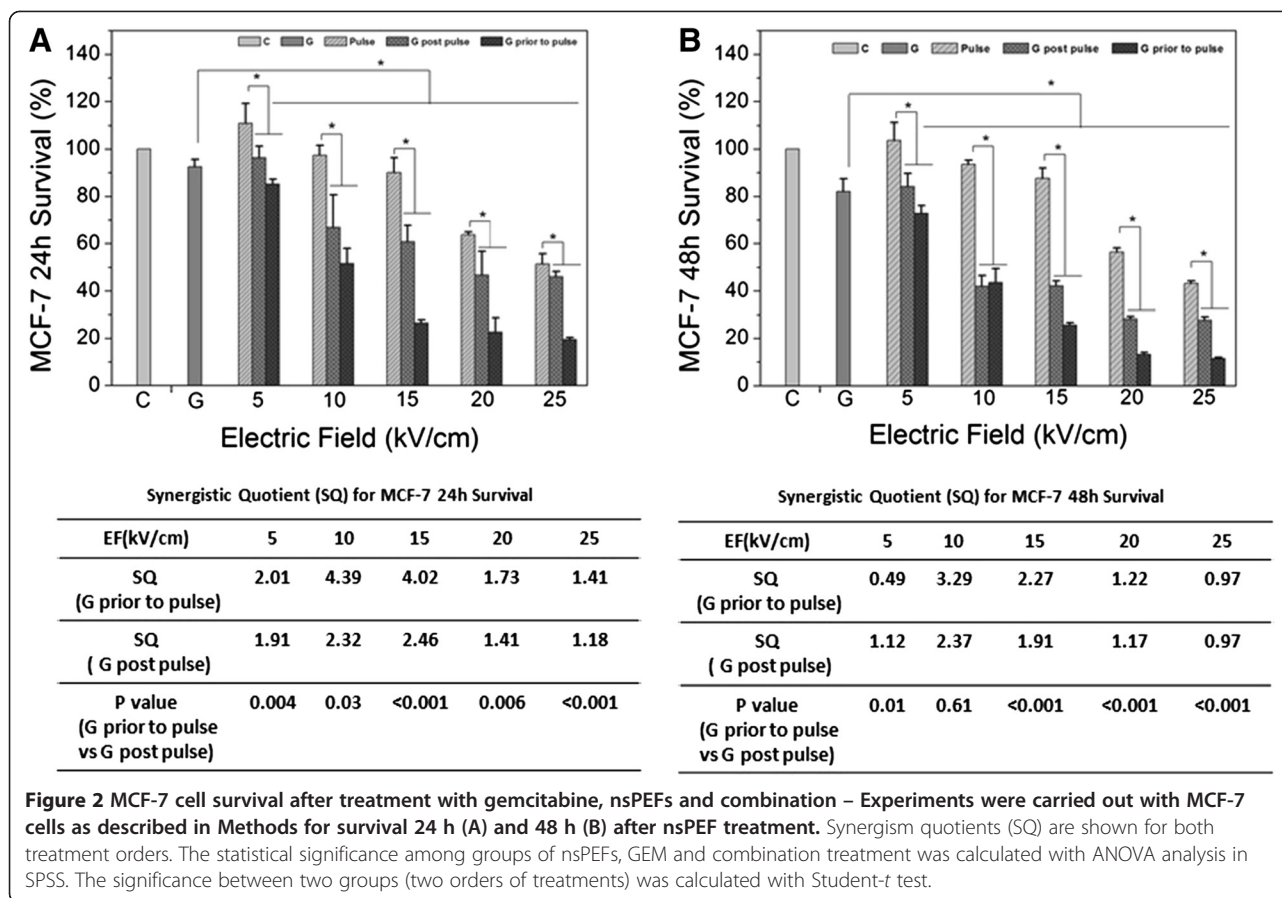 A
C G Pulse G post pulse G prior to pulse
MCF-7 24h Survival (%)
140
120
100
80
60
40
20
0
* * * * * *
C G 5 10 15 20 25
Electric Field (kV/cm)
B
C G Pulse G post pulse G prior to pulse
MCF-7 48h Survival (%)
140
120
100
80
60
40
20
0
* * * * * *
C G 5 10 15 20 25
Electric Field (kV/cm)
Synergistic Quotient (SQ) for MCF-7 24h Survival
EF(kV/cm) 5 10 15 20 25
SQ 2.01 4.39 4.02 1.73 1.41
(G prior to pulse)
SQ 1.91 2.32 2.46 1.41 1.18
( G post pulse)
P value 0.004 0.03 <0.001 0.006 <0.001
(G prior to pulse
vs G post pulse)
Synergistic Quotient (SQ) for MCF-7 48h Survival
EF(kV/cm) 5 10 15 20 25
SQ 0.49 3.29 2.27 1.22 0.97
(G prior to pulse)
SQ 1.12 2.37 1.91 1.17 0.97
( G post pulse)
P value 0.01 0.61 <0.001 <0.001 <0.001
(G prior to pulse
vs G post pulse)
Figure 2 MCF-7 cell survival after treatment with gemcitabine, nsPEFs and combination – Experiments were carried out with MCF-7
cells as described in Methods for survival 24 h (A) and 48 h (B) after nsPEF treatment. Synergism quotients (SQ) are shown for both
treatment orders. The statistical significance among groups of nsPEFs, GEM and combination treatment was calculated with ANOVA analysis in
SPSS. The significance between two groups (two orders of treatments) was calculated with Student-t test.